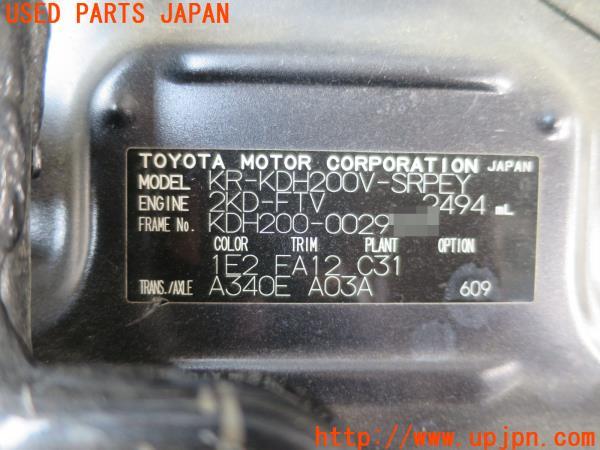 USED PARTS JAPAN
TOYOTA MOTOR CORPORATION JAPAN
MODEL KR-KDH200V-SRPEY
ENGINE 2KD-FTV 2494 mL
FRAME No. KDH200-0029
COLOR TRIM PLANT OPTION
1E2 FA12 C31
TRANS./AXLE A340E A03A 609
http://www.upjpn.com